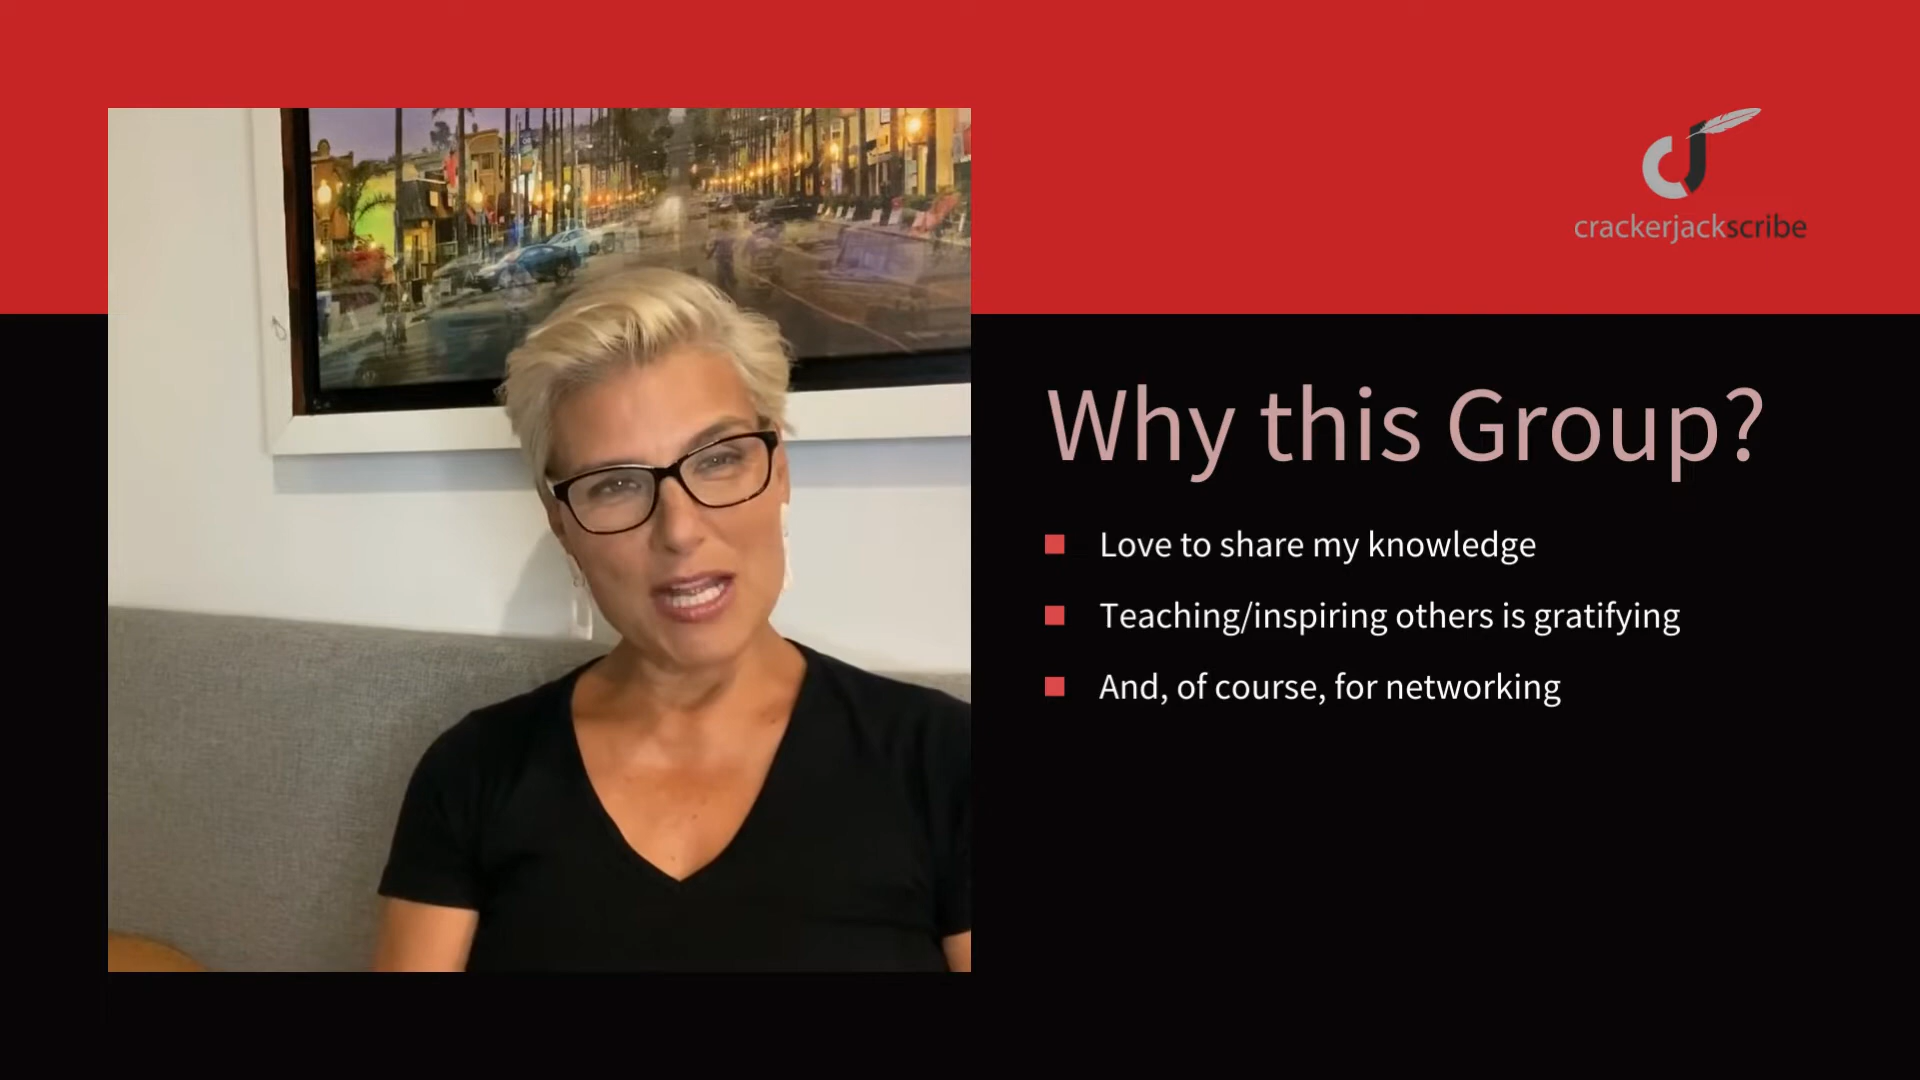 crackerjackscribe
Why this Group?
Love to share my knowledge
Teaching/inspiring others is gratifying
And, of course, for networking